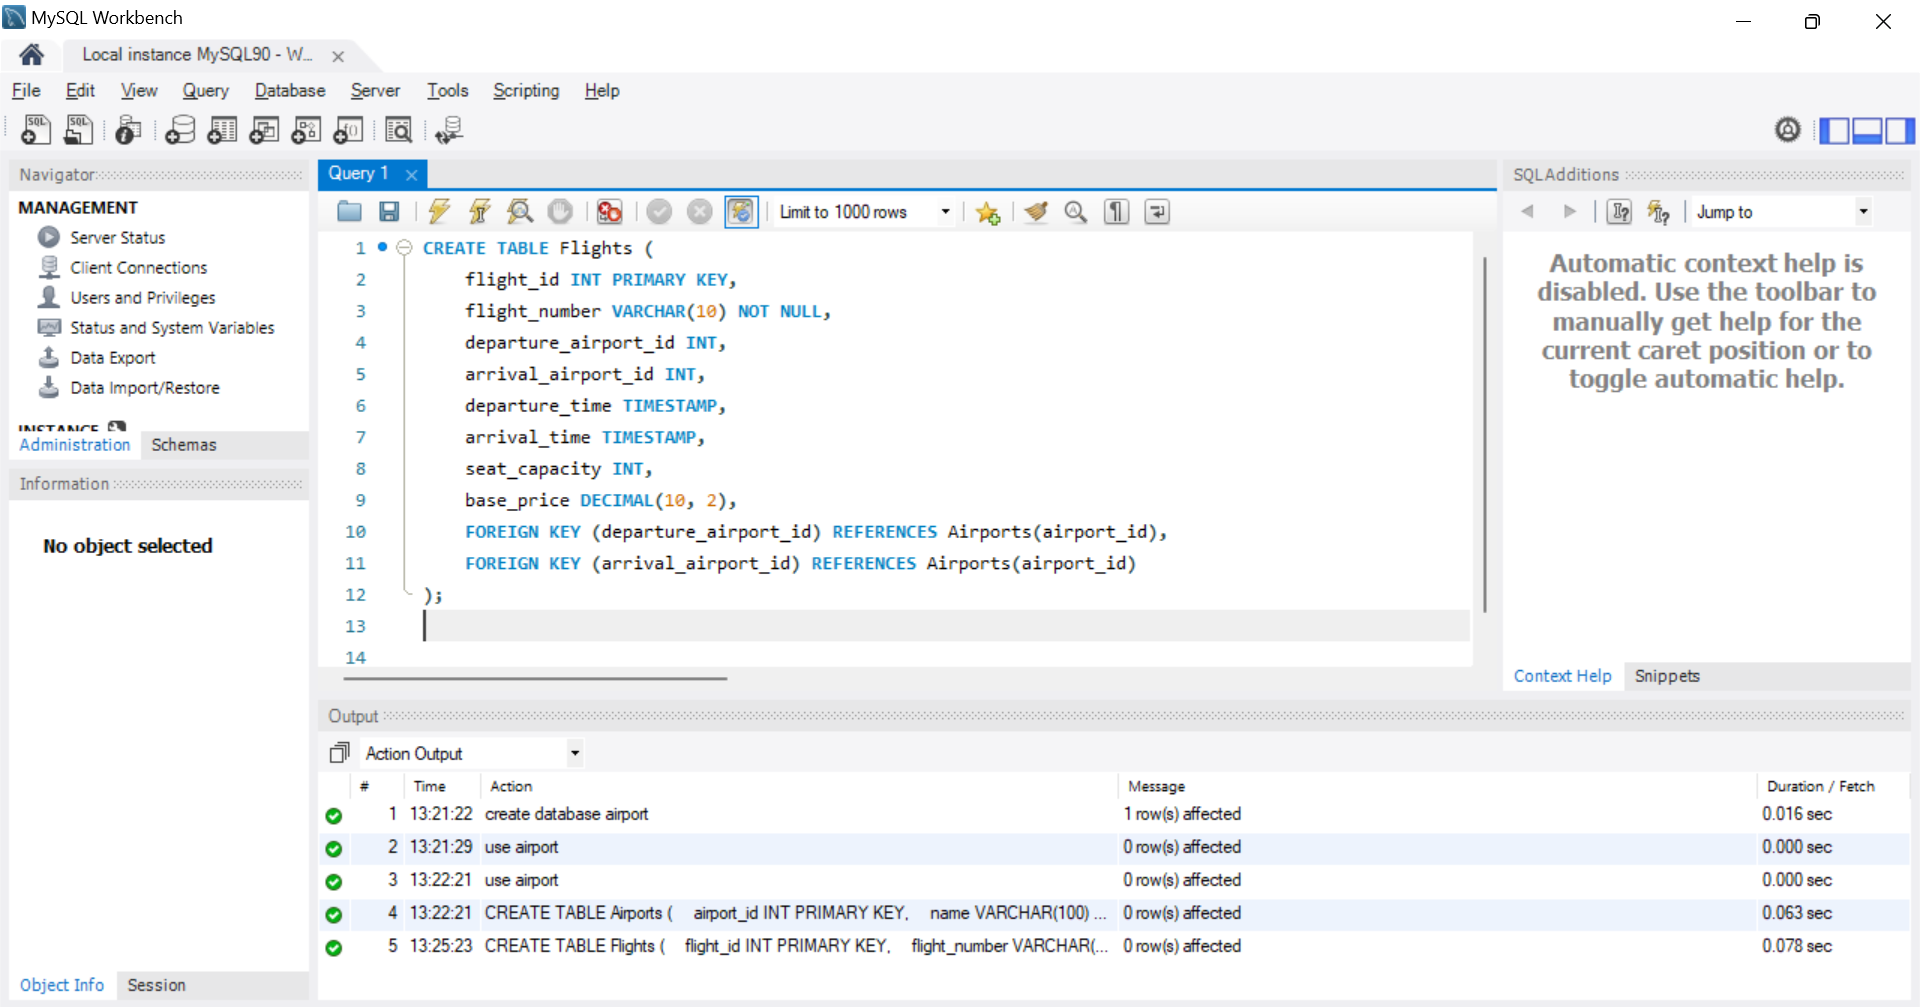 MySQL Workbench
Local instance MySQL90 - W...
File Edit View Query Database Server Tools Scripting Help
Navigator
MANAGEMENT
Server Status
Client Connections
Users and Privileges
Status and System Variables
Data Export
Data Import/Restore
INSTANCE
Administration Schemas
Information
No object selected
Object Info Session
Query 1
Limit to 1000 rows
1 CREATE TABLE Flights (
2 flight_id INT PRIMARY KEY,
3 flight_number VARCHAR(10) NOT NULL,
4 departure_airport_id INT,
5 arrival_airport_id INT,
6 departure_time TIMESTAMP,
7 arrival_time TIMESTAMP,
8 seat_capacity INT,
9 base_price DECIMAL(10, 2),
10 FOREIGN KEY (departure_airport_id) REFERENCES Airports(airport_id),
11 FOREIGN KEY (arrival_airport_id) REFERENCES Airports(airport_id)
12 );
13
14
SQLAdditions
Jump to
Automatic context help is
disabled. Use the toolbar to
manually get help for the
current caret position or to
toggle automatic help.
Context Help Snippets
Output
Action Output
# Time Action Message Duration / Fetch
1 13:21:22 create database airport 1 row(s) affected 0.016 sec
2 13:21:29 use airport 0 row(s) affected 0.000 sec
3 13:22:21 use airport 0 row(s) affected 0.000 sec
4 13:22:21 CREATE TABLE Airports ( airport_id INT PRIMARY KEY, name VARCHAR(100) ... 0 row(s) affected 0.063 sec
5 13:25:23 CREATE TABLE Flights ( flight_id INT PRIMARY KEY, flight_number VARCHAR(... 0 row(s) affected 0.078 sec